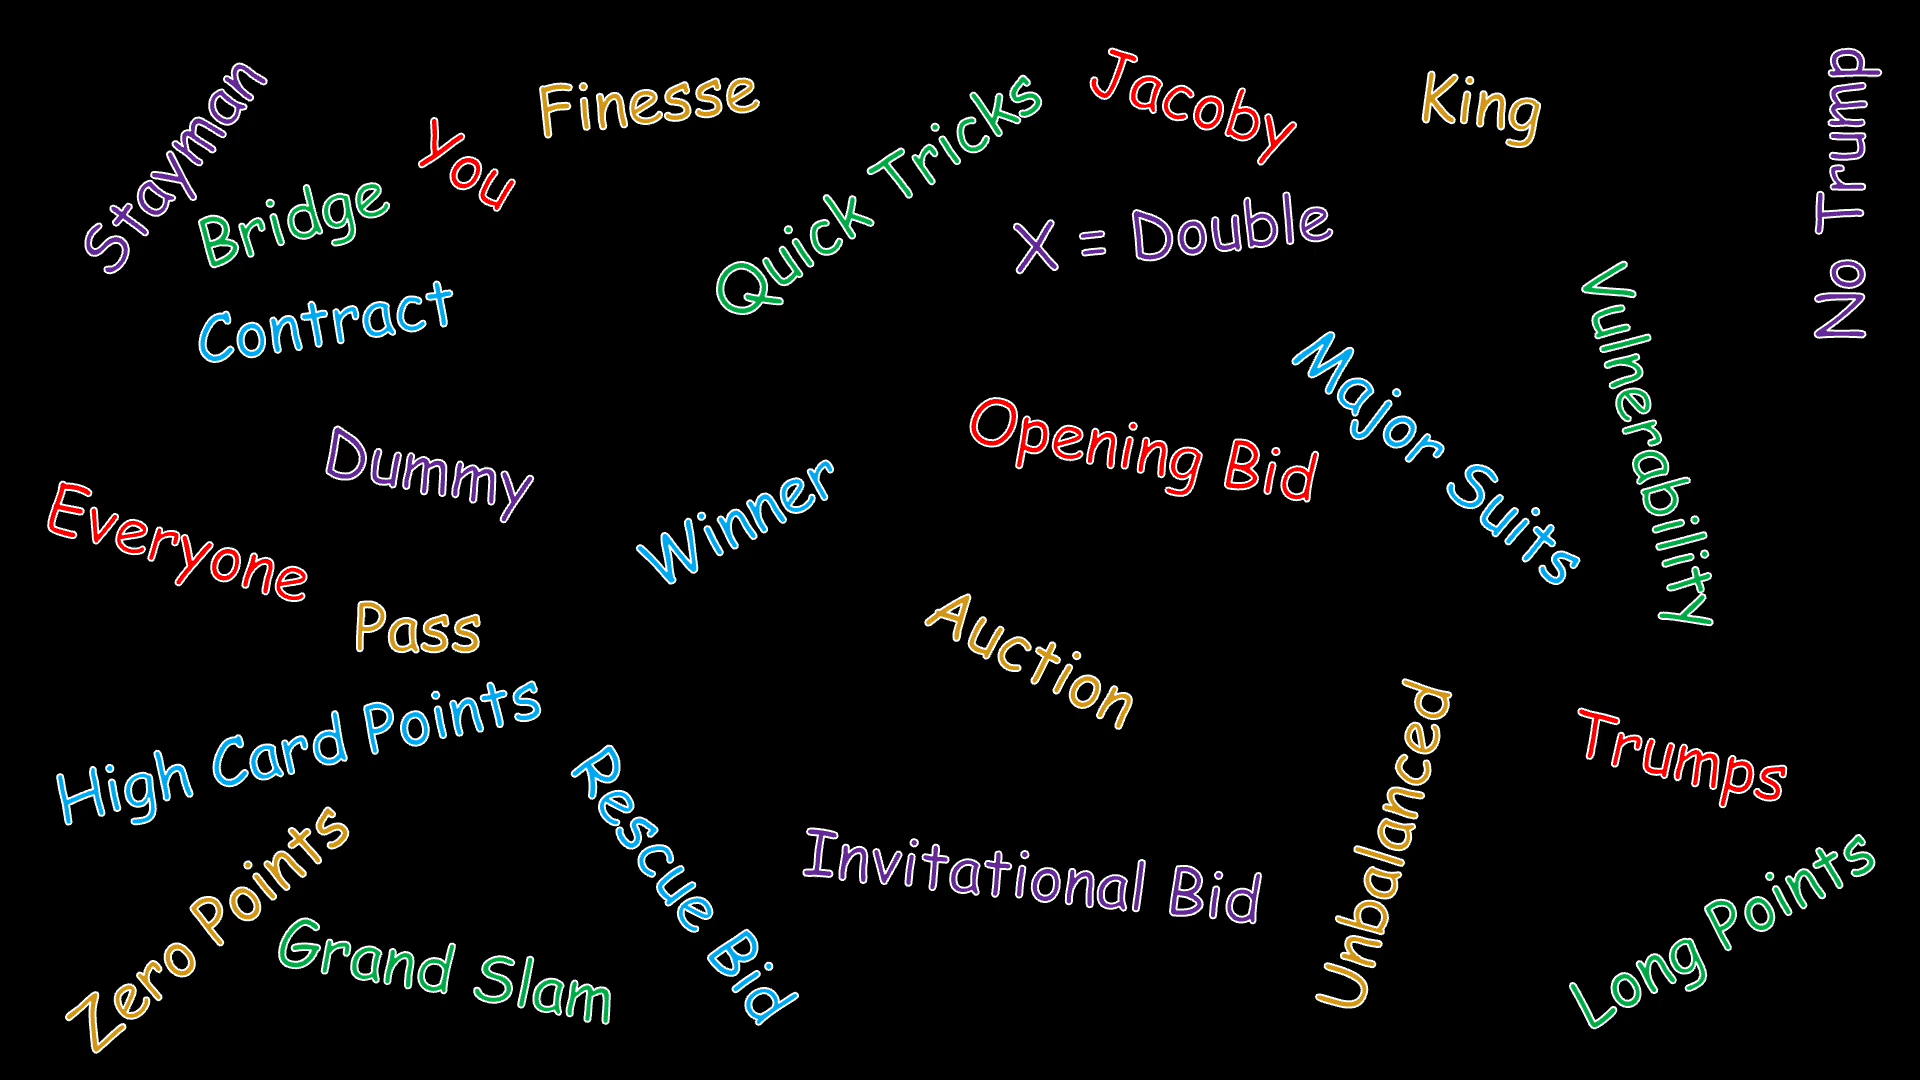 Stayman
You
Finesse
Quick Tricks
Jacoby
King
No Trump
Bridge
X = Double
Contract
Vulnerability
Major Suits
Dummy
Opening Bid
Everyone
Winner
Pass
Auction
High Card Points
Rescue Bid
Unbalanced
Trumps
Zero Points
Invitational Bid
Grand Slam
Long Points